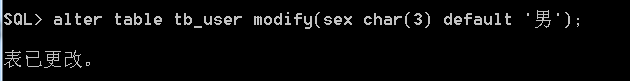 SQL> alter table tb_user modify(sex char(3) default '男');
表已更改。